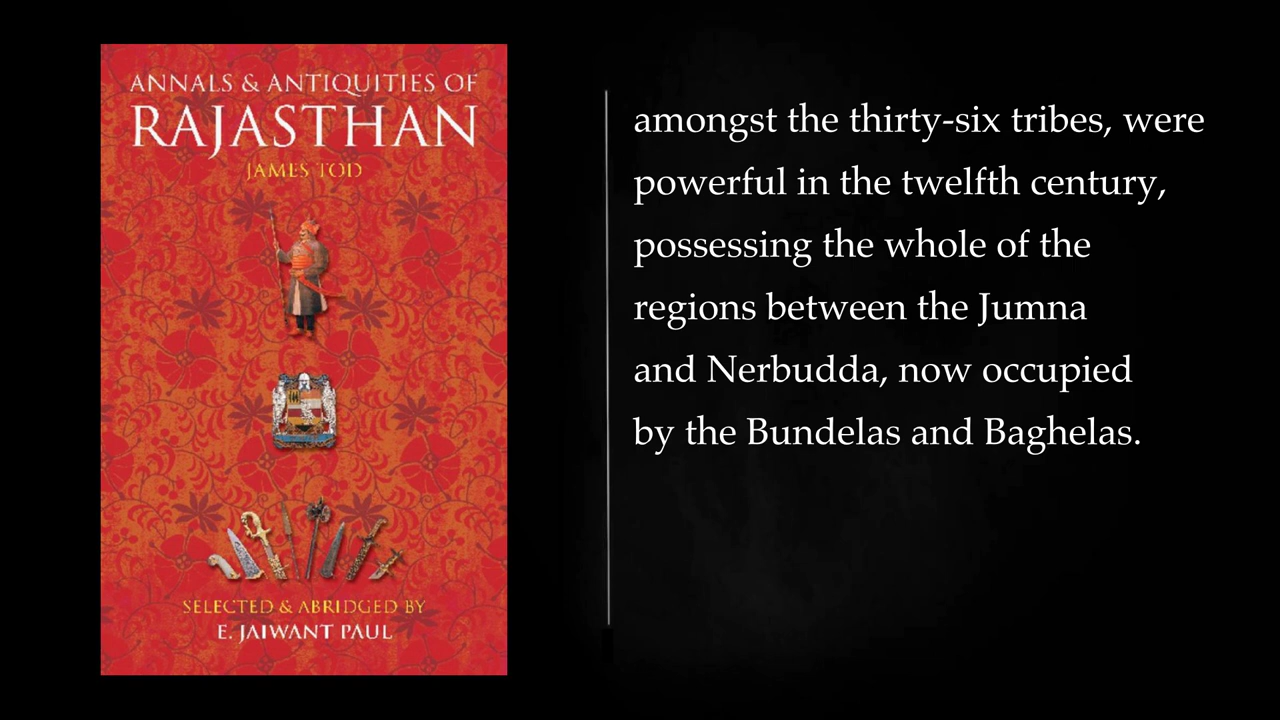 ANNALS & ANTIQUITIES OF
RAJASTHAN
JAMES TOD
SELECTED & ABRIDGED BY
E. JAIWANT PAUL
amongst the thirty-six tribes, were
powerful in the twelfth century,
possessing the whole of the
regions between the Jumna
and Nerbudda, now occupied
by the Bundelas and Baghelas.